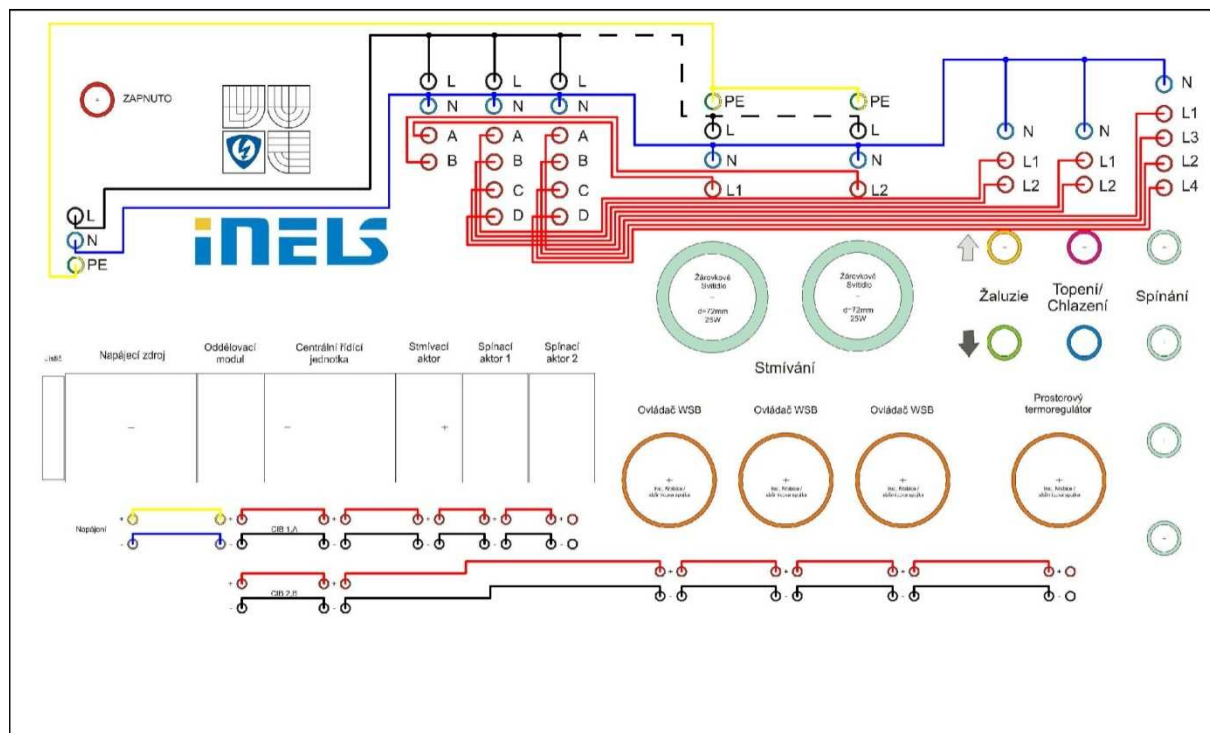 ZAPNUTO
L
N
PE
iNELS
L
L
L
N
N
N
A
A
A
B
B
B
C
C
D
D
PE
PE
L
L
N
N
L1
L2
N
N
N
L1
L1
L1
L2
L2
L3
L2
L4
Žárovkové
Svítidlo
d=72mm
25W
Žárovkové
Svítidlo
d=72mm
25W
Stmívání
Žaluzie
Topení/
Chlazení
Spínání
Jistič
Napájecí zdroj
Oddělovací
modul
Centrální řídící
jednotka
Stmívací
aktor
Spínací
aktor 1
Spínací
aktor 2
Ovládač WSB
Ovládač WSB
Ovládač WSB
Prostorový
termoregulátor
Napájení
+
+
CIB 1,A
+
+
+
+
-
-
-
-
-
-
+
CIB 2,B
+
+
+
+
+
-
-
-
-
-
-